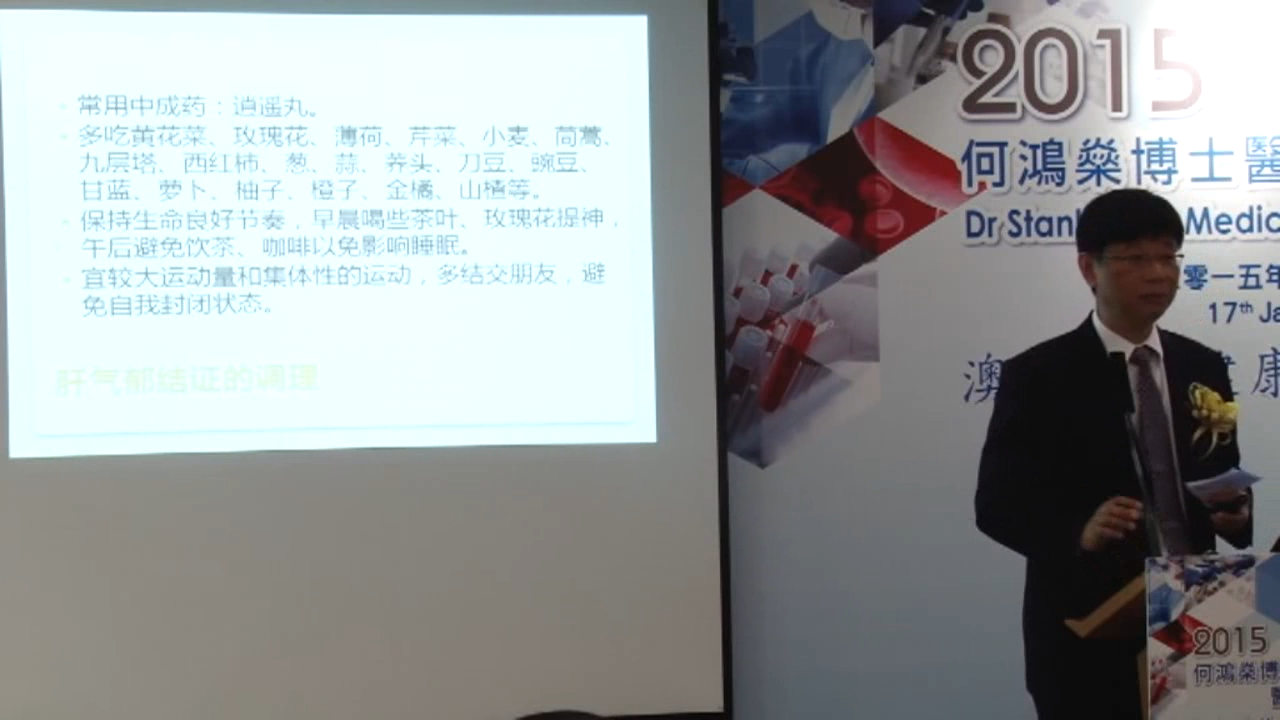 常用中成药：逍遥丸。
多吃黄花菜、玫瑰花、薄荷、芹菜、小麦、茼蒿、
九层塔、西红柿、葱、蒜、荞头、刀豆、豌豆、
甘蓝、萝卜、柚子、橙子、金橘、山楂等。
保持生命良好节奏，早晨喝些茶叶、玫瑰花提神，
午后避免饮茶、咖啡以免影响睡眠。
宜较大运动量和集体性的运动，多结交朋友，避
免自我封闭状态。
肝气郁结证的调理
2015
何鴻燊博士醫
Dr Stan
Medic
零一五年
17th Ja
澳
康
2015
何鴻燊博